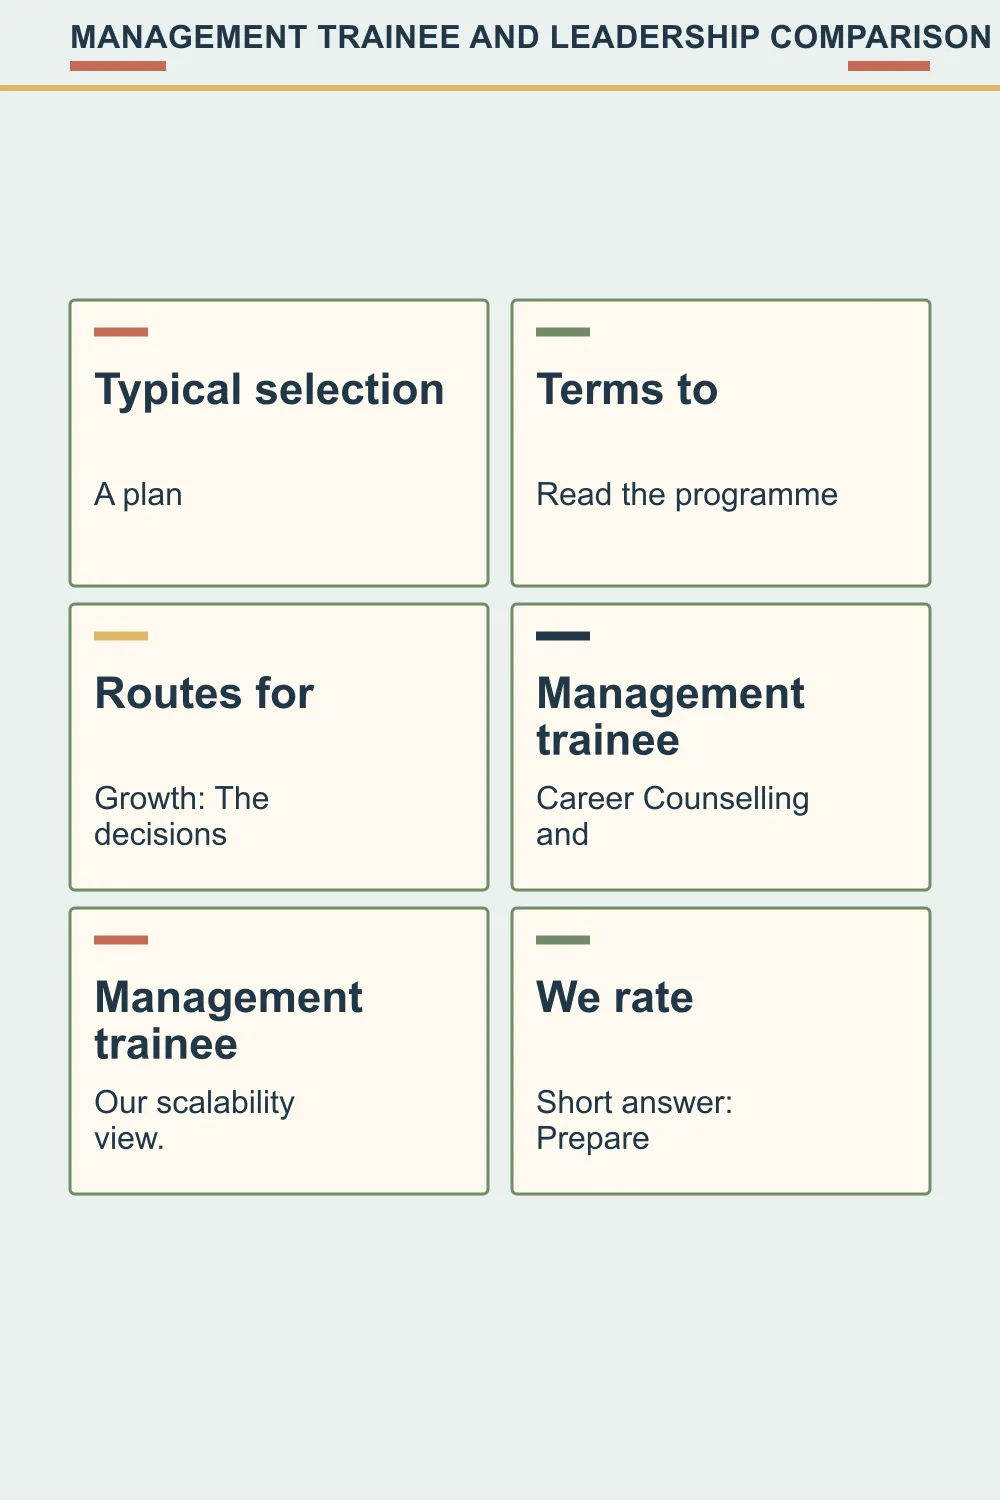 MANAGEMENT TRAINEE AND LEADERSHIP COMPARISON
Typical selection
A plan
Terms to
Read the programme
Routes for
Growth: The
decisions
Management
trainee
Career Counselling
and
Management
trainee
Our scalability
view.
We rate
Short answer:
Prepare